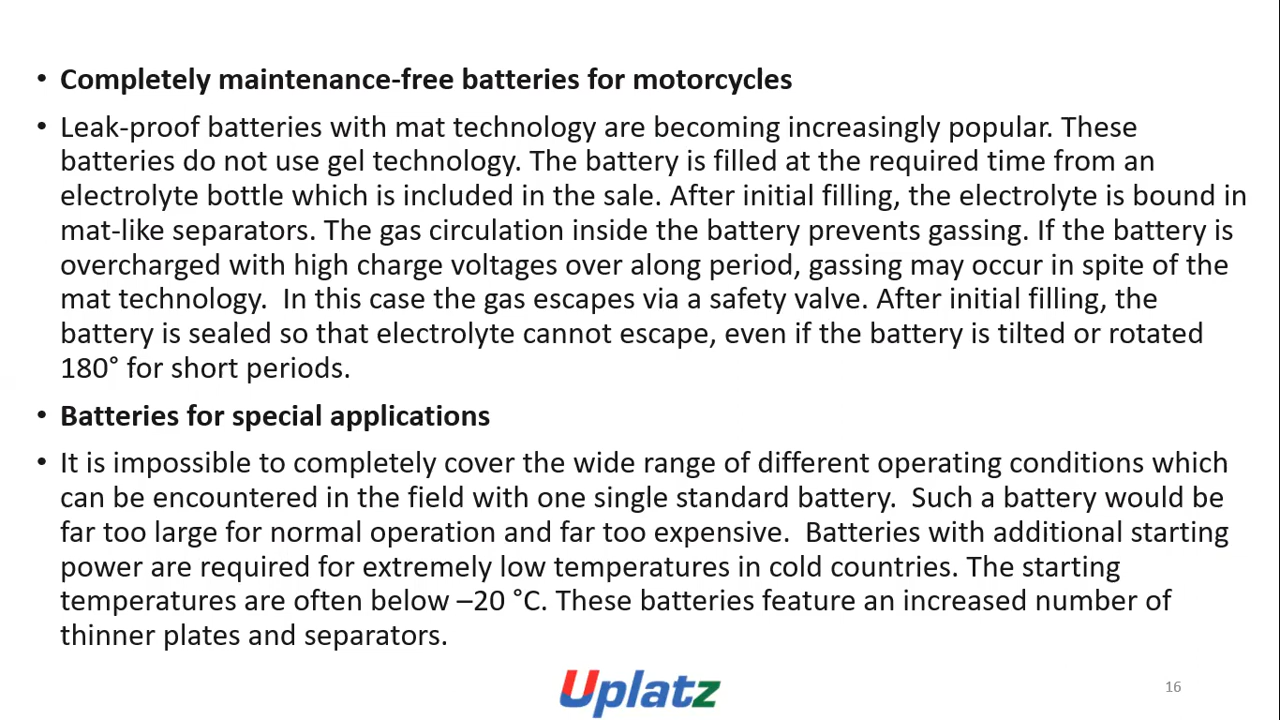 • Completely maintenance-free batteries for motorcycles
• Leak-proof batteries with mat technology are becoming increasingly popular. These
batteries do not use gel technology. The battery is filled at the required time from an
electrolyte bottle which is included in the sale. After initial filling, the electrolyte is bound in
mat-like separators. The gas circulation inside the battery prevents gassing. If the battery is
overcharged with high charge voltages over along period, gassing may occur in spite of the
mat technology.  In this case the gas escapes via a safety valve. After initial filling, the
battery is sealed so that electrolyte cannot escape, even if the battery is tilted or rotated
180° for short periods.
• Batteries for special applications
• It is impossible to completely cover the wide range of different operating conditions which
can be encountered in the field with one single standard battery.  Such a battery would be
far too large for normal operation and far too expensive.  Batteries with additional starting
power are required for extremely low temperatures in cold countries. The starting
temperatures are often below –20 °C. These batteries feature an increased number of
thinner plates and separators.
Uplatz
16